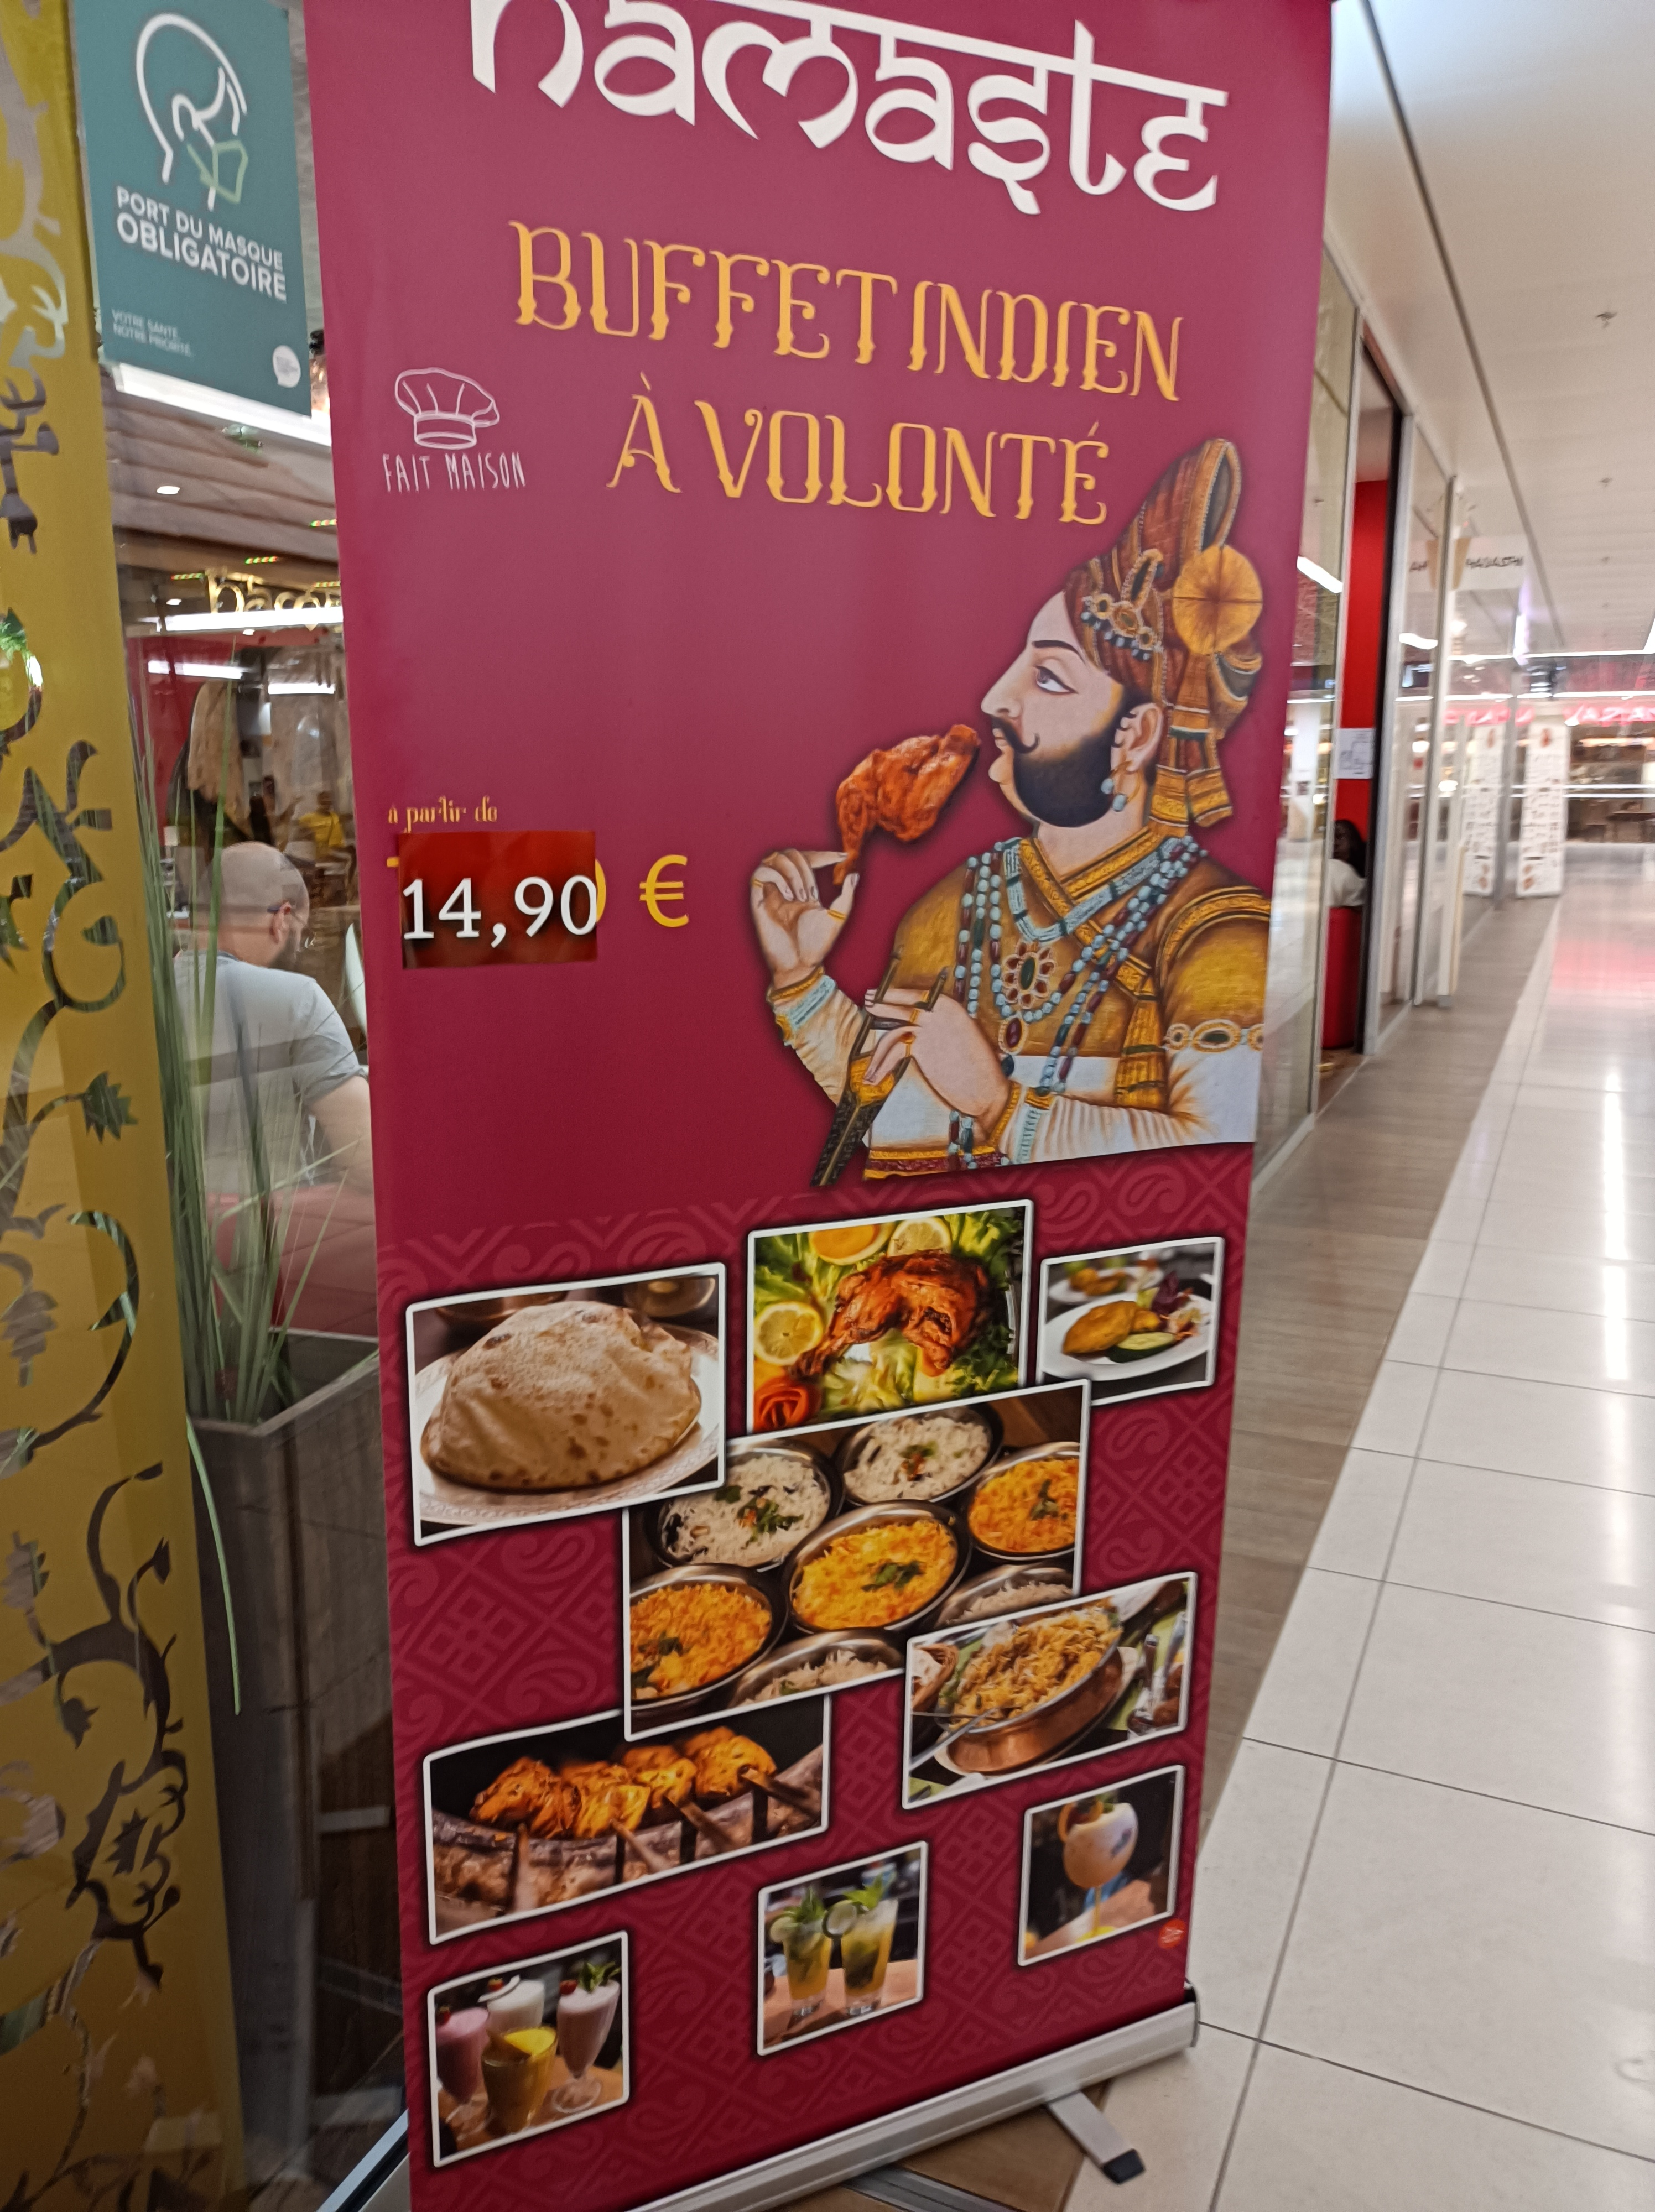 namaste
BUFFET INDIEN
À VOLONTÉ
FAIT MAISON
à partir de
14,90 €
PORT DU MASQUE
OBLIGATOIRE
VOTRE SANTÉ,
NOTRE PRIORITÉ.